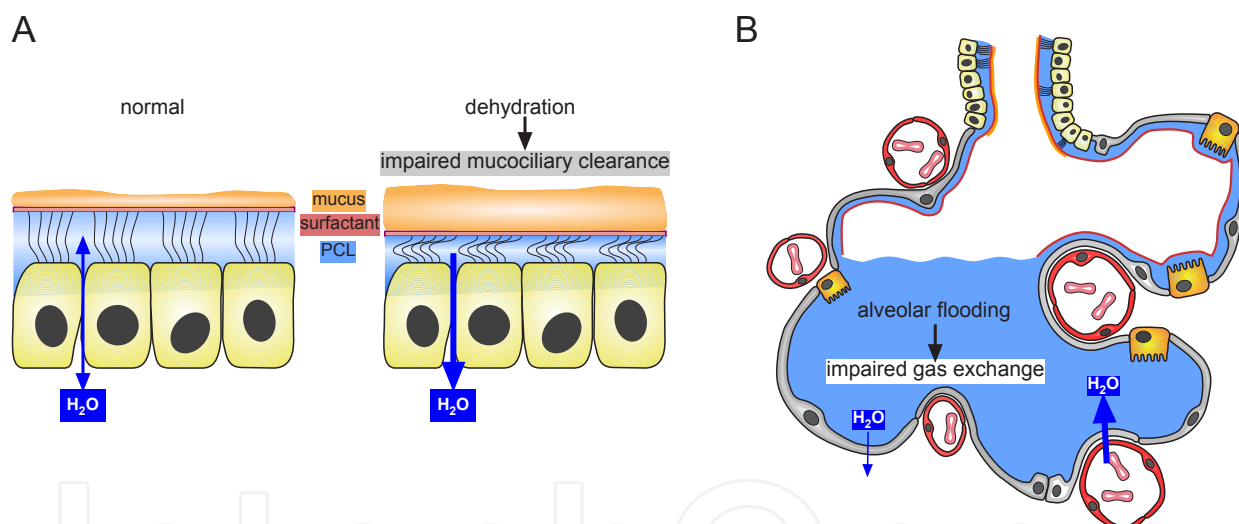 A
normal
dehydration
impaired mucociliary clearance
mucus
surfactant
PCL
H₂O
H₂O
B
alveolar flooding
impaired gas exchange
H₂O
H₂O